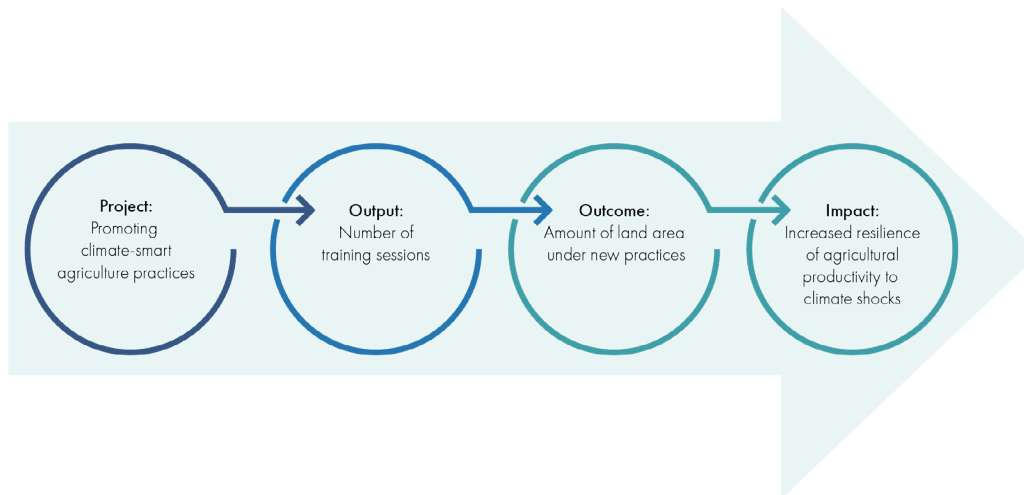 Project:
Promoting
climate-smart
agriculture practices
Output:
Number of
training sessions
Outcome:
Amount of land area
under new practices
Impact:
Increased resilience
of agricultural
productivity to
climate shocks